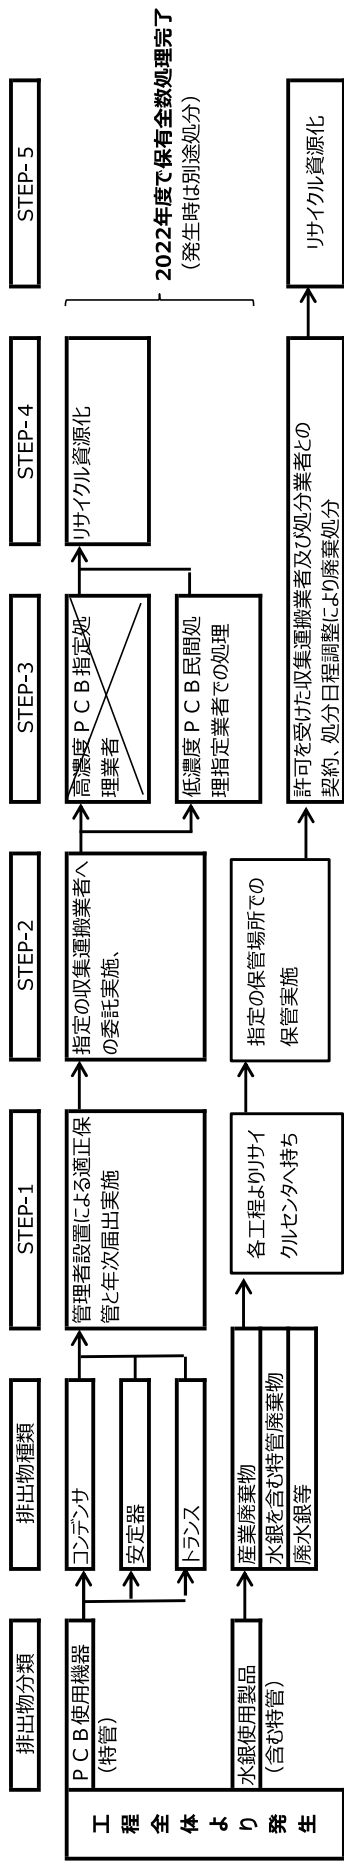 排出物分類
排出物種類
STEP-1
STEP-2
STEP-3
STEP-4
STEP-5
工程全体より発生
ＰＣＢ使用機器
（特管）
コンデンサ
安定器
トランス
管理者設置による適正保
管と年次届出実施
指定の収集運搬業者へ
の委託実施、
高濃度ＰＣＢ指定処
理業者
低濃度ＰＣＢ民間処
理指定業者での処理
リサイクル資源化
2022年度で保有全数処理完了
（発生時は別途処分）
水銀使用製品
（含む特管）
産業廃棄物
水銀を含む特管廃棄物
廃水銀等
各工程よりリサイ
クルセンタへ持ち
指定の保管場所での
保管実施
許可を受けた収集運搬業者及び処分業者との
契約、処分日程調整により廃棄処分
リサイクル資源化